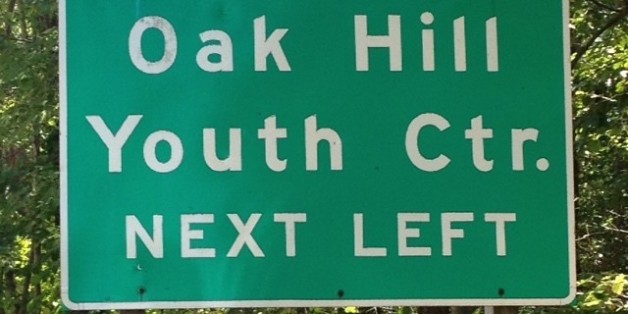 Oak Hill
Youth Ctr.
NEXT LEFT